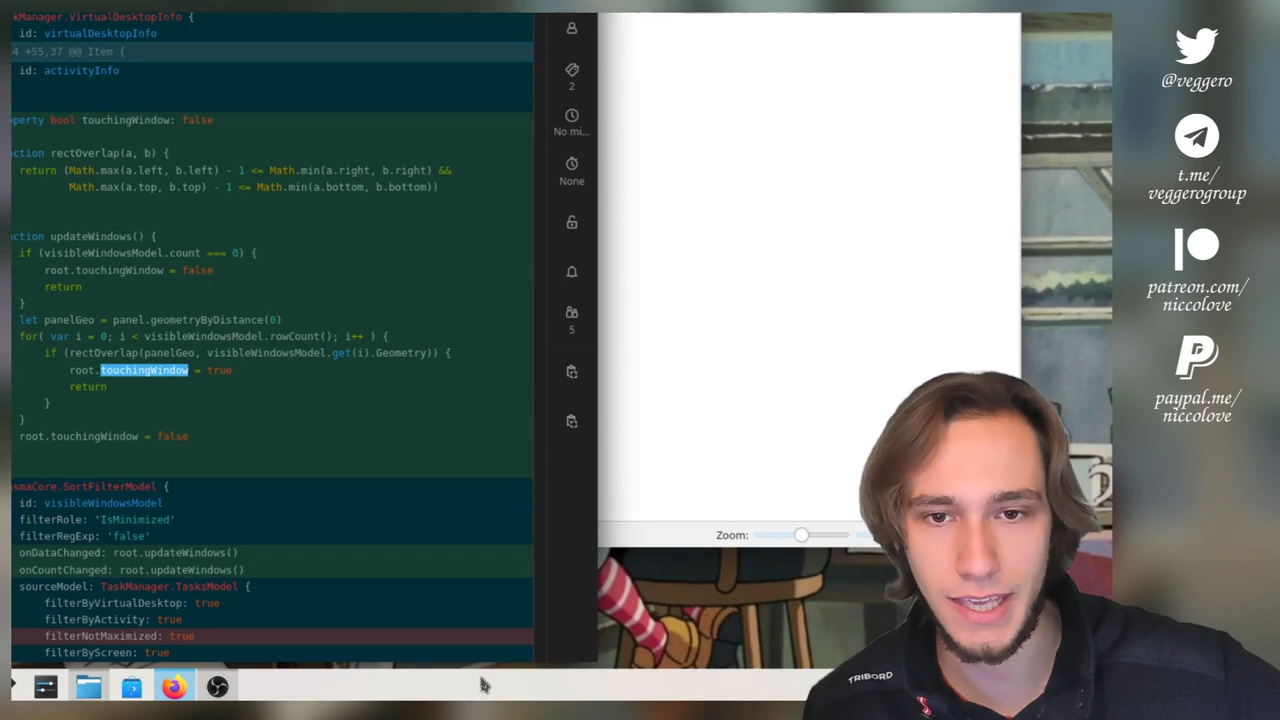 kManager.VirtualDesktopInfo {
id: virtualDesktopInfo
4 +55,37 @@ Item {
id: activityInfo
operty bool touchingWindow: false
ction rectOverlap(a, b) {
return (Math.max(a.left, b.left) - 1 <= Math.min(a.right, b.right) &&
Math.max(a.top, b.top) - 1 <= Math.min(a.bottom, b.bottom))
ction updateWindows() {
if (visibleWindowsModel.count === 0) {
root.touchingWindow = false
return
}
let panelGeo = panel.geometryByDistance(0)
for( var i = 0; i < visibleWindowsModel.rowCount(); i++ ) {
if (rectOverlap(panelGeo, visibleWindowsModel.get(i).Geometry)) {
root.touchingWindow = true
return
}
}
root.touchingWindow = false
smaCore.SortFilterModel {
id: visibleWindowsModel
filterRole: 'IsMinimized'
filterRegExp: 'false'
onDataChanged: root.updateWindows()
onCountChanged: root.updateWindows()
sourceModel: TaskManager.TasksModel {
filterByVirtualDesktop: true
filterByActivity: true
filterNotMaximized: true
filterByScreen: true
2
No mi...
None
5
Zoom:
TRIBORD
@veggero
t.me/
veggerogroup
patreon.com/
niccolove
paypal.me/
niccolove